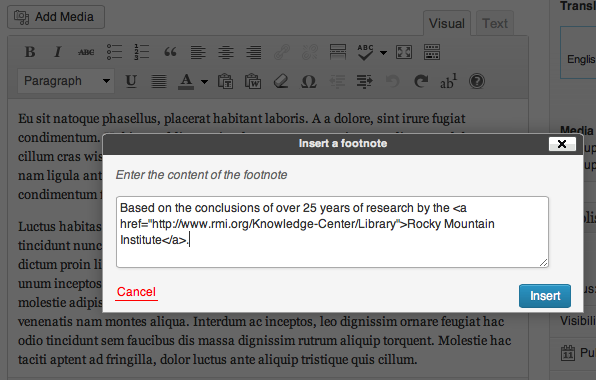 Add Media
Visual
Text
Transl
B I ABC
Paragraph
U A Ω ab¹
English
Eu sit natoque phasellus, placerat habitant laboris. A a dolore, sint irure fugiat
condimentum.
cillum cras wis
nam ligula ant
condimentum
Media
Insert a footnote
Enter the content of the footnote
Based on the conclusions of over 25 years of research by the <a
href="http://www.rmi.org/Knowledge-Center/Library">Rocky Mountain
Institute</a>.
Cancel
Insert
Luctus habitas
tincidunt nunc
dictum proin li
unum inceptos
molestie adipis
venenatis nam montes aliqua. Interdum ac inceptos, leo dignissim ornare feugiat hac
odio tincidunt sem faucibus dis massa dignissim rutrum aliquip torquent. Molestie hac
taciti aptent ad fringilla, dolor luctus ante aliquip tristique quis cillum.
Visibili
11 Pu